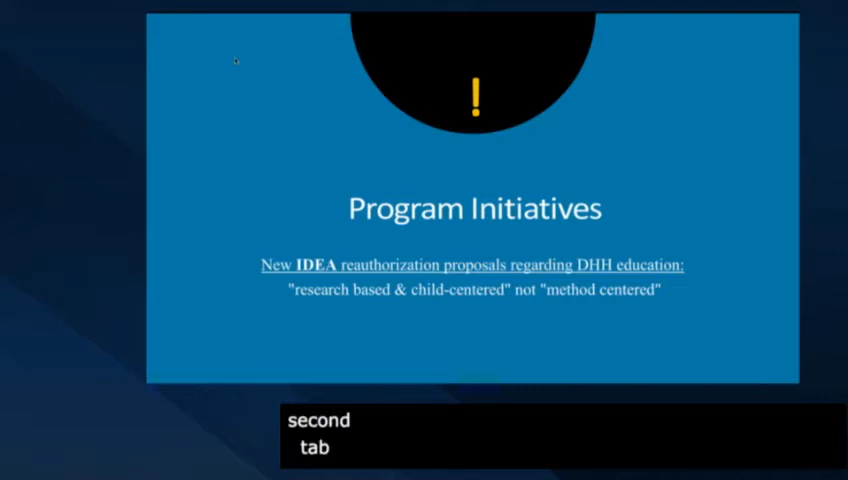 !
Program Initiatives
New IDEA reauthorization proposals regarding DHH education:
"research based & child-centered" not "method centered"
second
tab